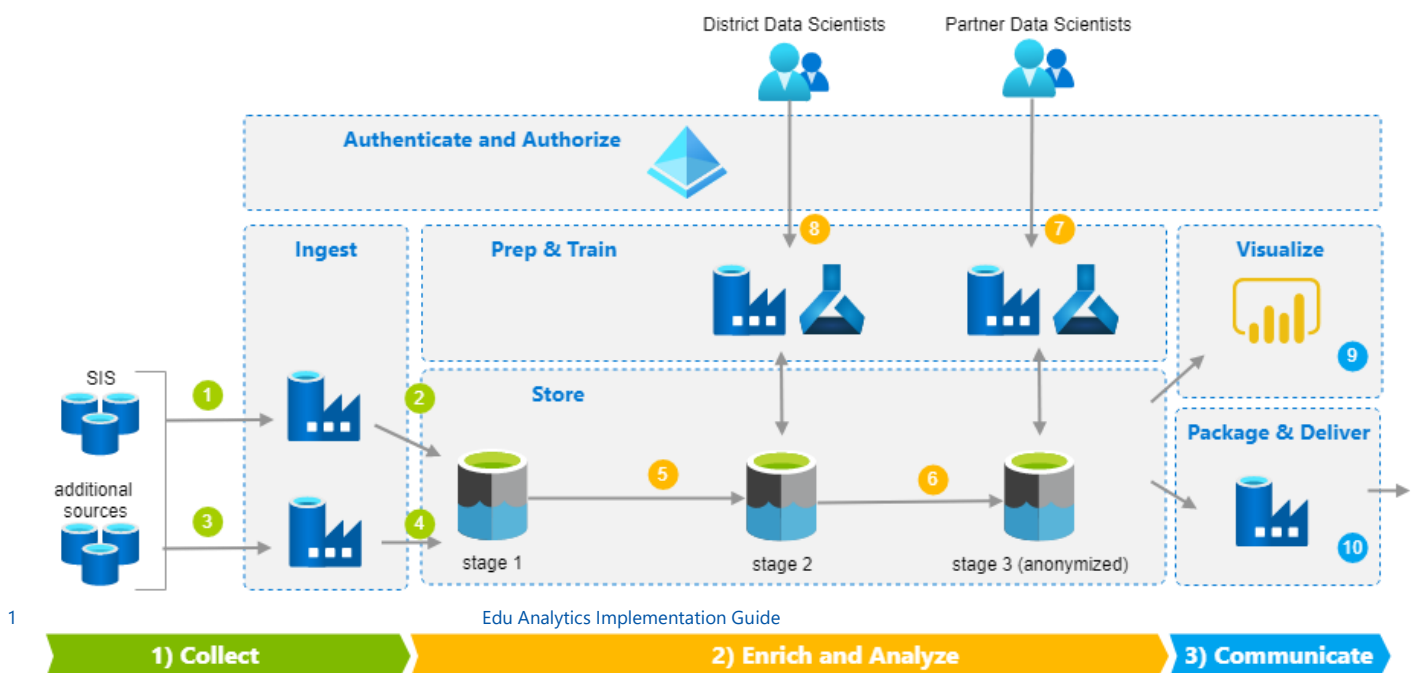 District Data Scientists
Partner Data Scientists
Authenticate and Authorize
Ingest
Prep & Train
8
7
Visualize
9
SIS
1
2
Store
additional
sources
3
4
5
6
stage 1
stage 2
stage 3 (anonymized)
Package & Deliver
10
1
Edu Analytics Implementation Guide
1) Collect
2) Enrich and Analyze
3) Communicate